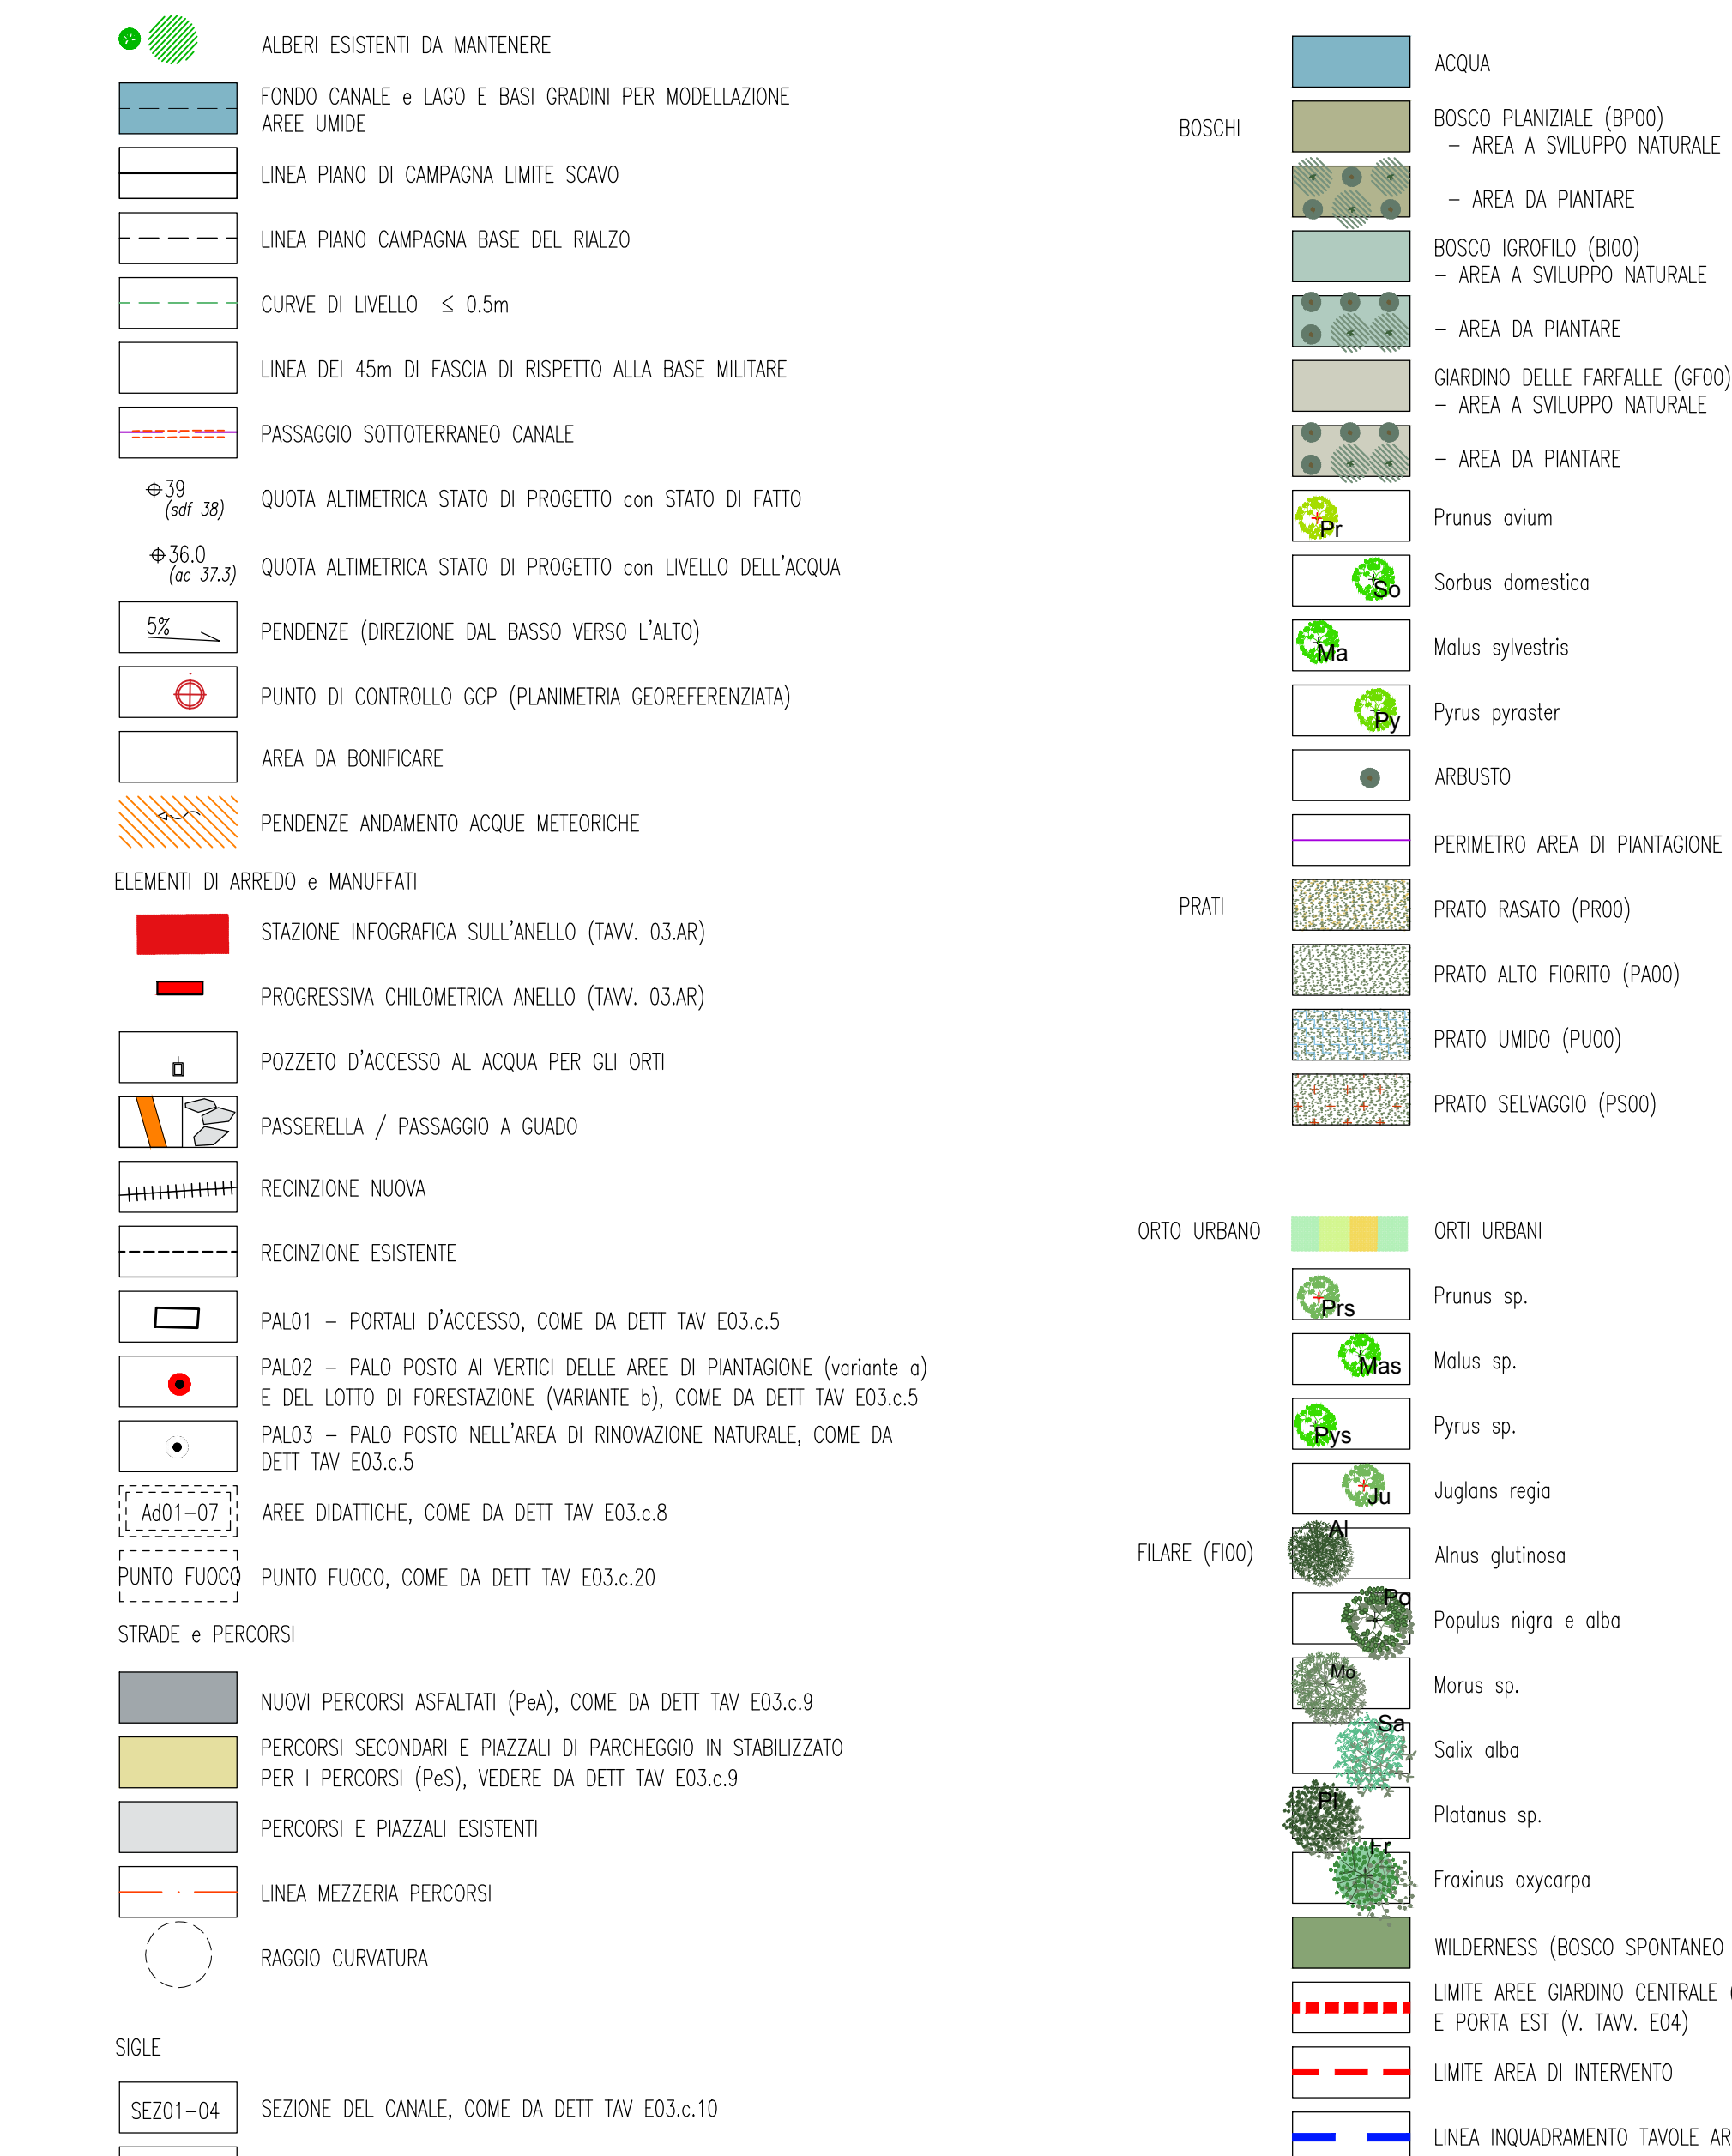 ALBERI ESISTENTI DA MANTENERE
FONDO CANALE e LAGO E BASI GRADINI PER MODELLAZIONE
AREE UMIDE
LINEA PIANO DI CAMPAGNA LIMITE SCAVO
LINEA PIANO CAMPAGNA BASE DEL RIALZO
CURVE DI LIVELLO ≤ 0.5m
LINEA DEI 45m DI FASCIA DI RISPETTO ALLA BASE MILITARE
PASSAGGIO SOTTOTERRANEO CANALE
39
(sdf 38)
QUOTA ALTIMETRICA STATO DI PROGETTO con STATO DI FATTO
36.0
(ac 37.3)
QUOTA ALTIMETRICA STATO DI PROGETTO con LIVELLO DELL'ACQUA
5%
PENDENZE (DIREZIONE DAL BASSO VERSO L'ALTO)
PUNTO DI CONTROLLO GCP (PLANIMETRIA GEOREFERENZIATA)
AREA DA BONIFICARE
PENDENZE ANDAMENTO ACQUE METEORICHE
ELEMENTI DI ARREDO e MANUFFATI
STAZIONE INFOGRAFICA SULL'ANELLO (TAVV. 03.AR)
PROGRESSIVA CHILOMETRICA ANELLO (TAVV. 03.AR)
POZZETO D'ACCESSO AL ACQUA PER GLI ORTI
PASSERELLA / PASSAGGIO A GUADO
RECINZIONE NUOVA
RECINZIONE ESISTENTE
PAL01 - PORTALI D'ACCESSO, COME DA DETT TAV E03.c.5
PAL02 - PALO POSTO AI VERTICI DELLE AREE DI PIANTAGIONE (variante a)
E DEL LOTTO DI FORESTAZIONE (VARIANTE b), COME DA DETT TAV E03.c.5
PAL03 - PALO POSTO NELL'AREA DI RINOVAZIONE NATURALE, COME DA
DETT TAV E03.c.5
Ad01-07
AREE DIDATTICHE, COME DA DETT TAV E03.c.8
PUNTO FUOCO
PUNTO FUOCO, COME DA DETT TAV E03.c.20
STRADE e PERCORSI
NUOVI PERCORSI ASFALTATI (PeA), COME DA DETT TAV E03.c.9
PERCORSI SECONDARI E PIAZZALI DI PARCHEGGIO IN STABILIZZATO
PER I PERCORSI (PeS), VEDERE DA DETT TAV E03.c.9
PERCORSI E PIAZZALI ESISTENTI
LINEA MEZZERIA PERCORSI
RAGGIO CURVATURA
SIGLE
SEZ01-04
SEZIONE DEL CANALE, COME DA DETT TAV E03.c.10
ACQUA
BOSCHI
BOSCO PLANIZIALE (BP00)
- AREA A SVILUPPO NATURALE
- AREA DA PIANTARE
BOSCO IGROFILO (BI00)
- AREA A SVILUPPO NATURALE
- AREA DA PIANTARE
GIARDINO DELLE FARFALLE (GF00)
- AREA A SVILUPPO NATURALE
- AREA DA PIANTARE
Pr
Prunus avium
So
Sorbus domestica
Ma
Malus sylvestris
Py
Pyrus pyraster
ARBUSTO
PERIMETRO AREA DI PIANTAGIONE
PRATI
PRATO RASATO (PR00)
PRATO ALTO FIORITO (PA00)
PRATO UMIDO (PU00)
PRATO SELVAGGIO (PS00)
ORTO URBANO
ORTI URBANI
Prs
Prunus sp.
Mas
Malus sp.
Pys
Pyrus sp.
Ju
Juglans regia
FILARE (FI00)
Al
Alnus glutinosa
Po
Populus nigra e alba
Mo
Morus sp.
Sa
Salix alba
Pl
Platanus sp.
Fr
Fraxinus oxycarpa
WILDERNESS (BOSCO SPONTANEO
LIMITE AREE GIARDINO CENTRALE (
E PORTA EST (V. TAVV. E04)
LIMITE AREA DI INTERVENTO
LINEA INQUADRAMENTO TAVOLE AR